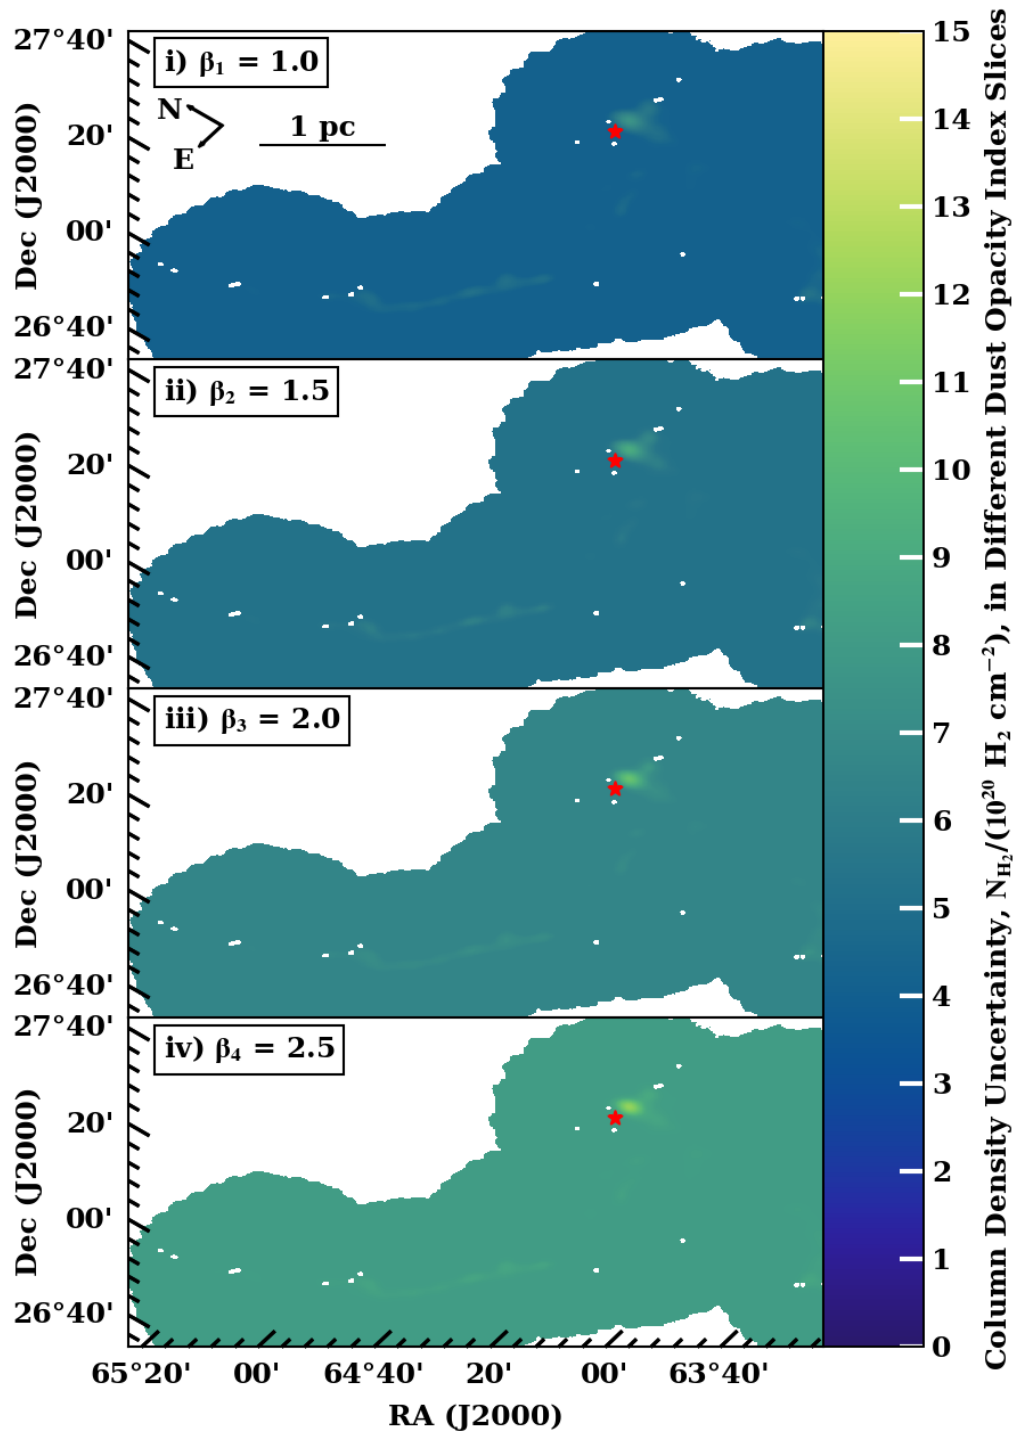 27°40'
20'
00'
26°40'
Dec (J2000)
i) β₁ = 1.0
N
E
1 pc
27°40'
20'
00'
26°40'
Dec (J2000)
ii) β₂ = 1.5
27°40'
20'
00'
26°40'
Dec (J2000)
iii) β₃ = 2.0
27°40'
20'
00'
26°40'
Dec (J2000)
iv) β₄ = 2.5
65°20'
00'
64°40'
20'
00'
63°40'
RA (J2000)
15
14
13
12
11
10
9
8
7
6
5
4
3
2
1
0
Column Density Uncertainty, N_H₂/(10²⁰ H₂ cm⁻²), in Different Dust Opacity Index Slices